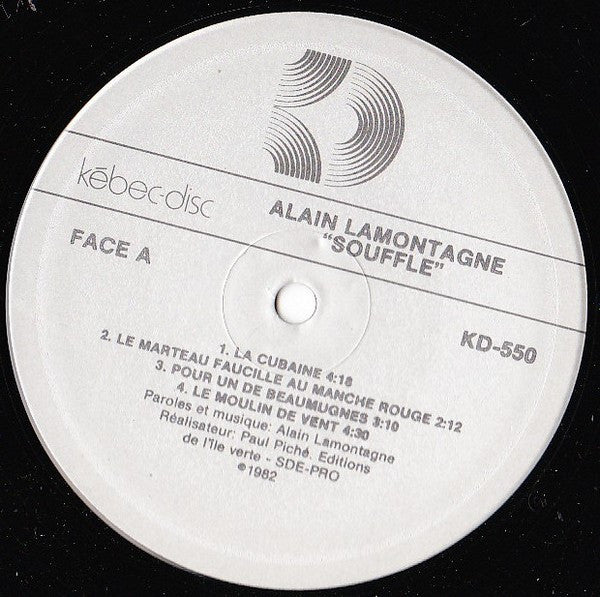 kébec-disc
ALAIN LAMONTAGNE
"SOUFFLE"
FACE A
KD-550
1. LA CUBAINE 4:18
2. LE MARTEAU FAUCILLE AU MANCHE ROUGE 2:12
3. POUR UN DE BEAUMUGNES 3:10
4. LE MOULIN DE VENT 4:30
Paroles et musique: Alain Lamontagne
Réalisateur: Paul Piché. Editions
de l'île verte - SDE-PRO
©1982